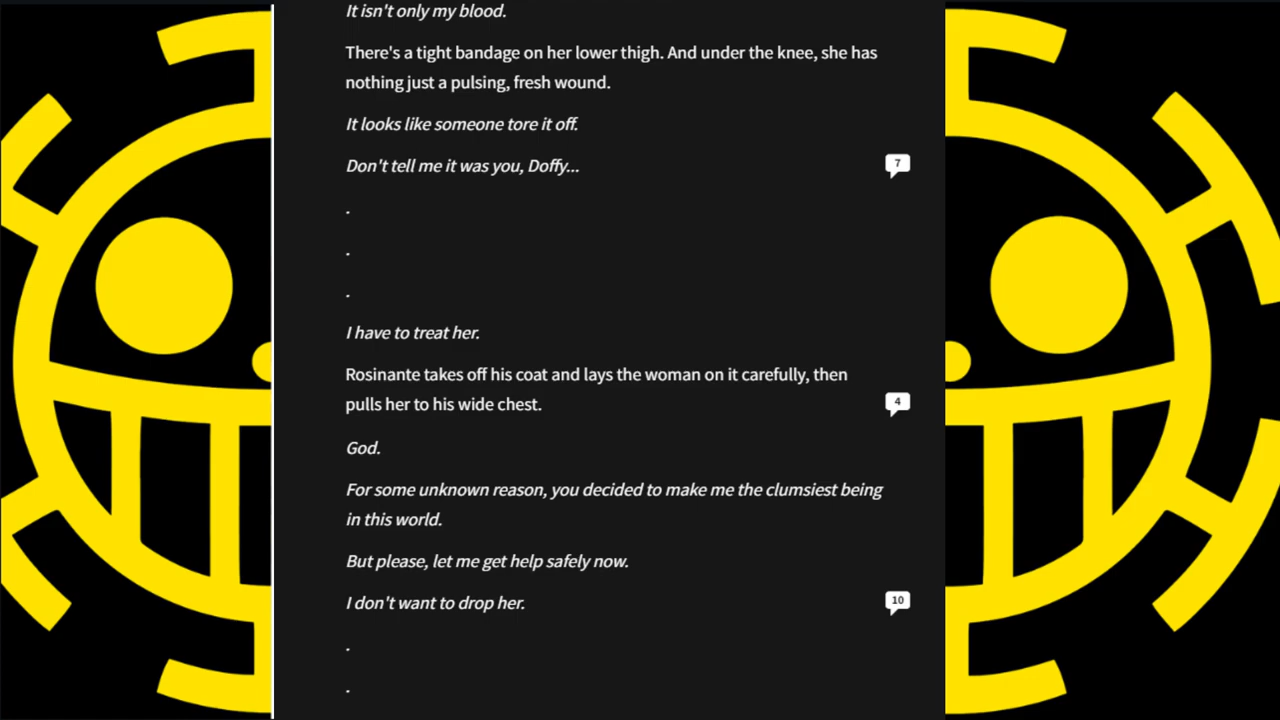 It isn't only my blood.
There's a tight bandage on her lower thigh. And under the knee, she has
nothing just a pulsing, fresh wound.
It looks like someone tore it off.
Don't tell me it was you, Doffy...
7
.
.
.
I have to treat her.
Rosinante takes off his coat and lays the woman on it carefully, then
pulls her to his wide chest.
4
God.
For some unknown reason, you decided to make me the clumsiest being
in this world.
But please, let me get help safely now.
I don't want to drop her.
10
.
.